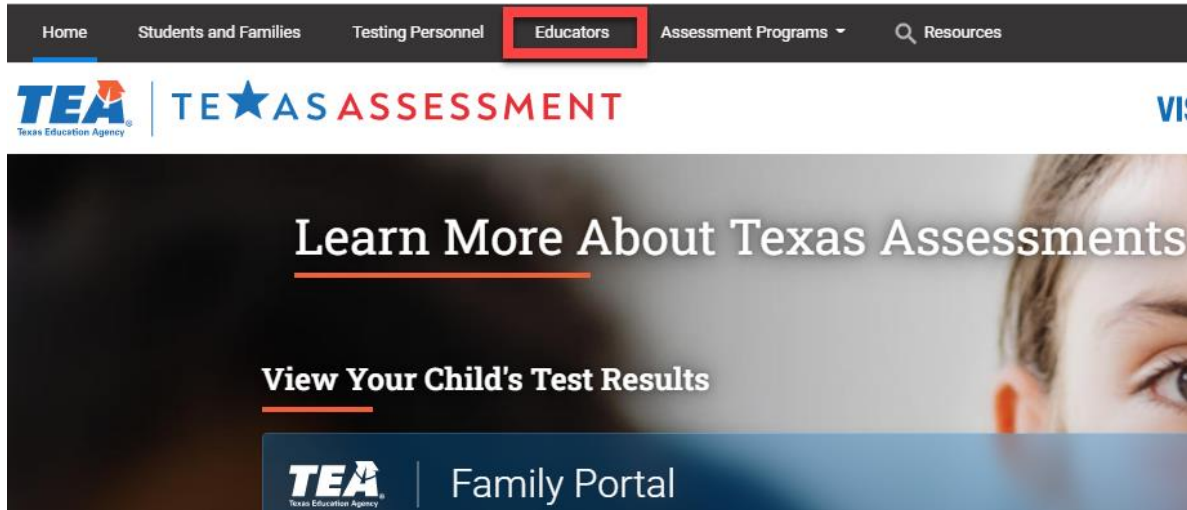 Home Students and Families Testing Personnel Educators Assessment Programs Resources
TEA Texas Education Agency TEXAS ASSESSMENT
Learn More About Texas Assessments
View Your Child's Test Results
TEA Texas Education Agency Family Portal